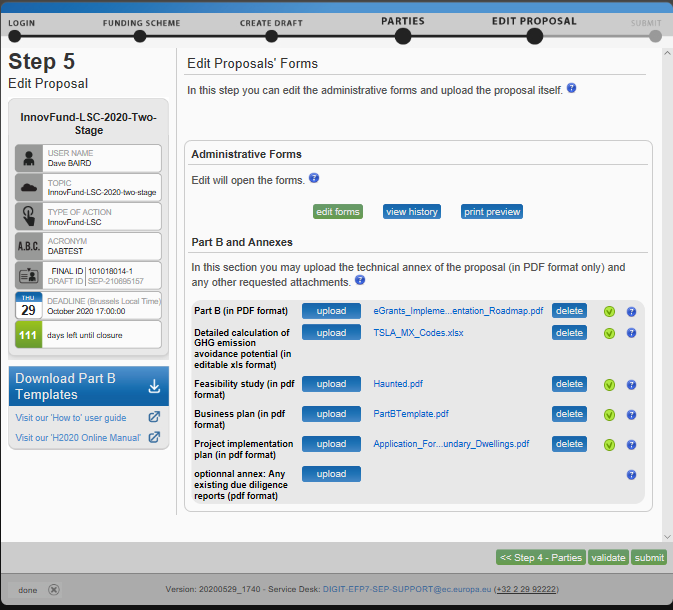 LOGIN
FUNDING SCHEME
CREATE DRAFT
PARTIES
EDIT PROPOSAL
SUBMIT
Step 5
Edit Proposal
InnovFund-LSC-2020-Two-
Stage
USER NAME
Dave BAIRD
TOPIC
InnovFund-LSC-2020-two-stage
TYPE OF ACTION
InnovFund-LSC
A.B.C.
ACRONYM
DABTEST
FINAL ID | 101018014-1
DRAFT ID | SEP-210695157
THU
29
DEADLINE (Brussels Local Time)
October 2020 17:00:00
111
days left until closure
Download Part B
Templates
Visit our 'How to' user guide
Visit our 'H2020 Online Manual'
Edit Proposals' Forms
In this step you can edit the administrative forms and upload the proposal itself. ?
Administrative Forms
Edit will open the forms. ?
edit forms
view history
print preview
Part B and Annexes
In this section you may upload the technical annex of the proposal (in PDF format only) and
any other requested attachments. ?
Part B (in PDF format)
upload
eGrants_Impleme...entation_Roadmap.pdf
delete
?
Detailed calculation of
GHG emission
avoidance potential (in
editable xls format)
upload
TSLA_MX_Codes.xlsx
delete
?
Feasibility study (in pdf
format)
upload
Haunted.pdf
delete
?
Business plan (in pdf
format)
upload
PartBTemplate.pdf
delete
?
Project implementation
plan (in pdf format)
upload
Application_For...undary_Dwellings.pdf
delete
?
optionnal annex: Any
existing due diligence
reports (pdf format)
upload
?
<< Step 4 - Parties
validate
submit
done
Version: 20200529_1740 - Service Desk: DIGIT-EFP7-SEP-SUPPORT@ec.europa.eu (+32 2 29 92222)